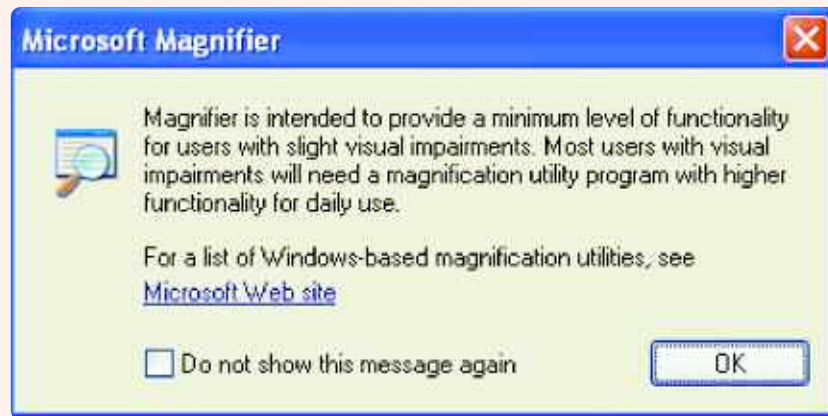 Microsoft Magnifier
Magnifier is intended to provide a minimum level of functionality
for users with slight visual impairments. Most users with visual
impairments will need a magnification utility program with higher
functionality for daily use.
For a list of Windows-based magnification utilities, see
Microsoft Web site
Do not show this message again
OK